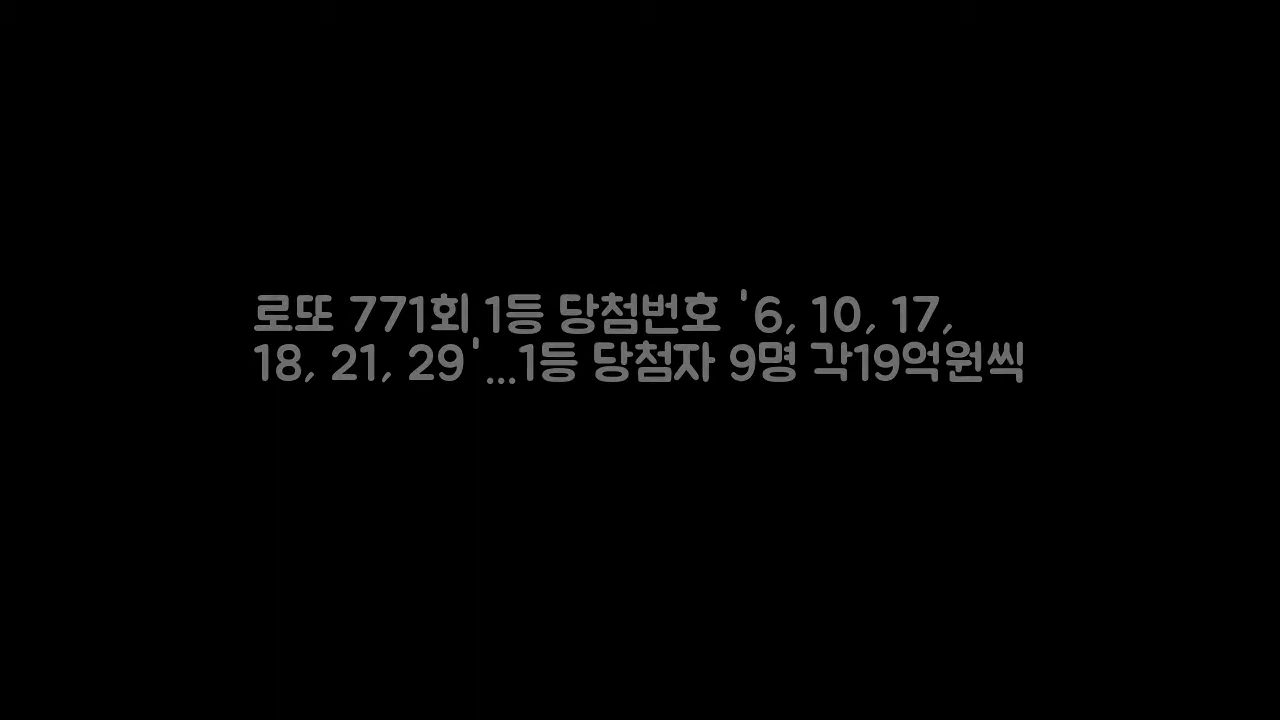 로또 771회 1등 당첨번호 '6, 10, 17,
18, 21, 29'...1등 당첨자 9명 각19억원씩